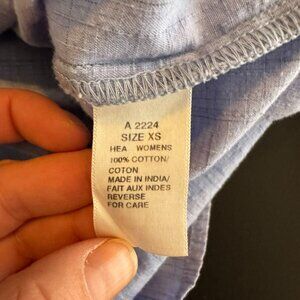 A 2224
SIZE XS
HEA WOMENS
100% COTTON/
COTON
MADE IN INDIA/
FAIT AUX INDES
REVERSE
FOR CARE